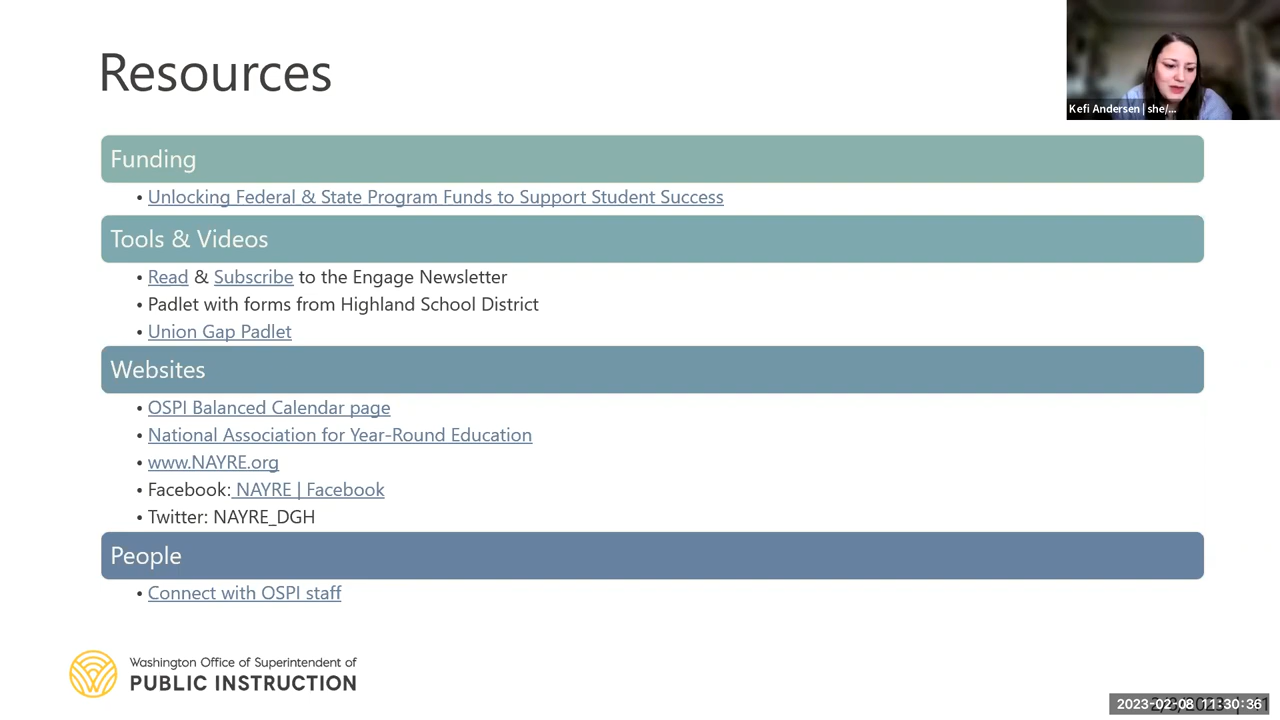 Resources
Kefi Andersen | she/...
Funding
• Unlocking Federal & State Program Funds to Support Student Success
Tools & Videos
• Read & Subscribe to the Engage Newsletter
• Padlet with forms from Highland School District
• Union Gap Padlet
Websites
• OSPI Balanced Calendar page
• National Association for Year-Round Education
• www.NAYRE.org
• Facebook: NAYRE | Facebook
• Twitter: NAYRE_DGH
People
• Connect with OSPI staff
Washington Office of Superintendent of
PUBLIC INSTRUCTION
2023-02-08 11:30:36